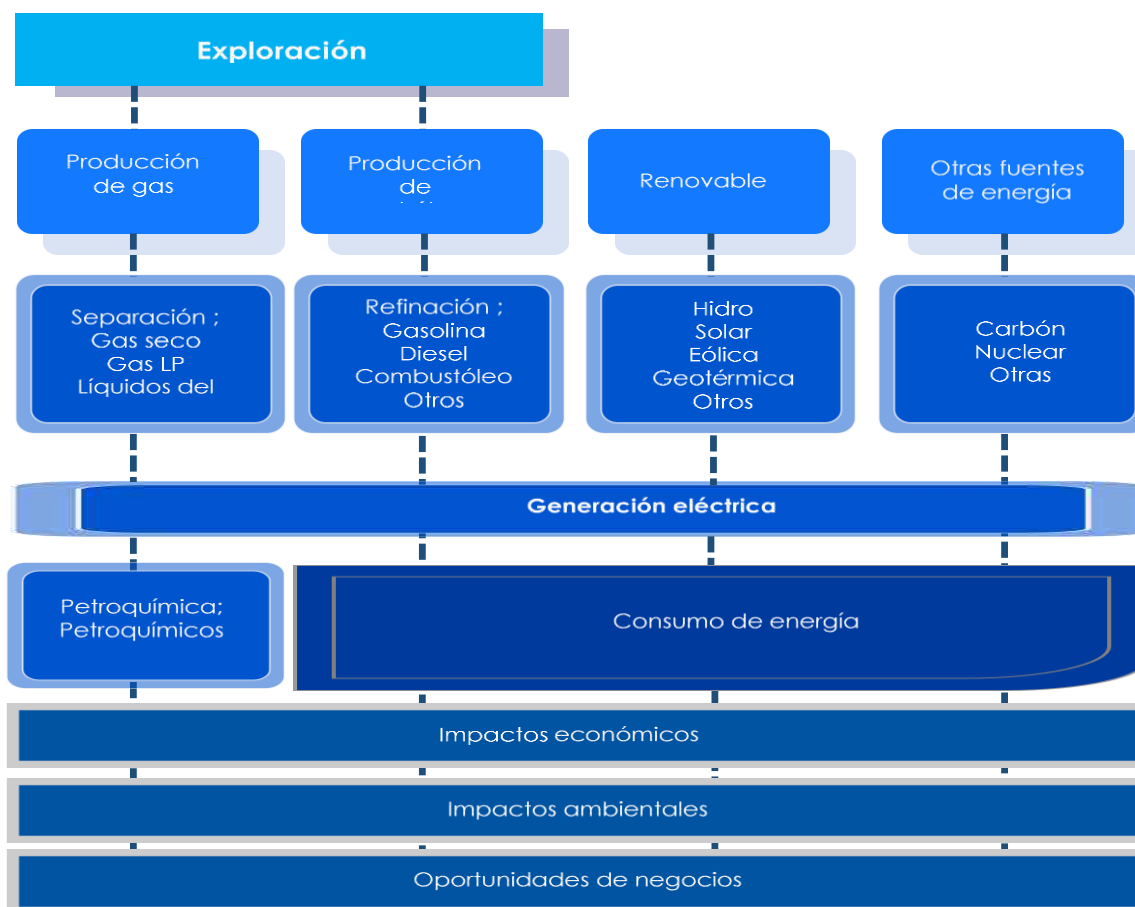 Exploración
Producción
de gas
Producción
de
Renovable
Otras fuentes
de energía
Separación ;
Gas seco
Gas LP
Líquidos del
Refinación ;
Gasolina
Diesel
Combustóleo
Otros
Hidro
Solar
Eólica
Geotérmica
Otros
Carbón
Nuclear
Otras
Generación eléctrica
Petroquímica;
Petroquímicos
Consumo de energía
Impactos económicos
Impactos ambientales
Oportunidades de negocios